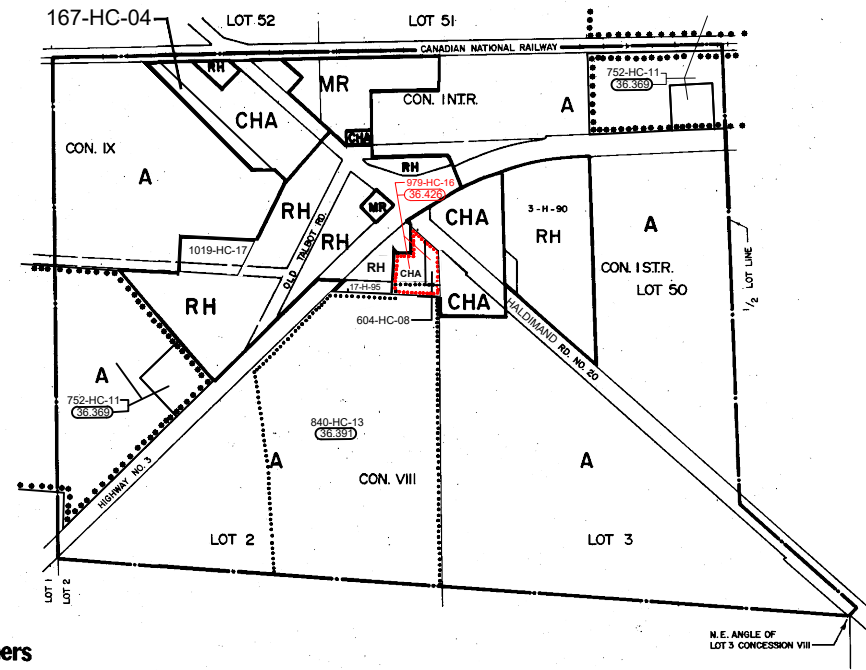 167-HC-04
LOT 52
LOT 51
CANADIAN NATIONAL RAILWAY
RH
MR
CON. I N.T.R.
A
752-HC-11
36.369
CHA
CHA
CON. IX
A
RH
979-HC-16
36.426
MR
RH
CHA
3-H-90
RH
A
1019-HC-17
OLD TALBOT RD.
RH
RH
CHA
CON. I S.T.R.
LOT 50
1/2 LOT LINE
17-H-95
RH
CHA
604-HC-08
HALDIMAND RD. NO. 20
A
752-HC-11
36.369
840-HC-13
36.391
A
CON. VIII
A
HIGHWAY NO. 3
LOT 2
LOT 3
LOT 1
LOT 2
N.E. ANGLE OF
LOT 3 CONCESSION VIII